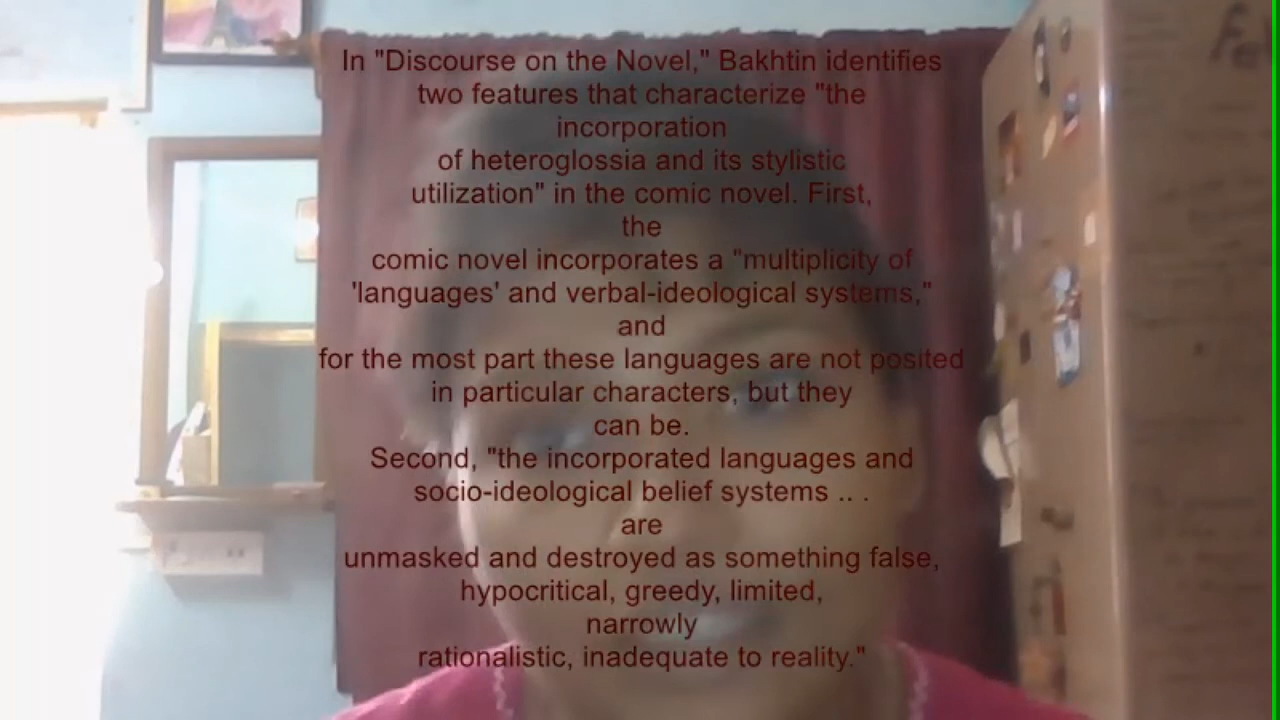 In "Discourse on the Novel," Bakhtin identifies
two features that characterize "the
incorporation
of heteroglossia and its stylistic
utilization" in the comic novel. First,
the
comic novel incorporates a "multiplicity of
'languages' and verbal-ideological systems,"
and
for the most part these languages are not posited
in particular characters, but they
can be.
Second, "the incorporated languages and
socio-ideological belief systems .. .
are
unmasked and destroyed as something false,
hypocritical, greedy, limited,
narrowly
rationalistic, inadequate to reality."